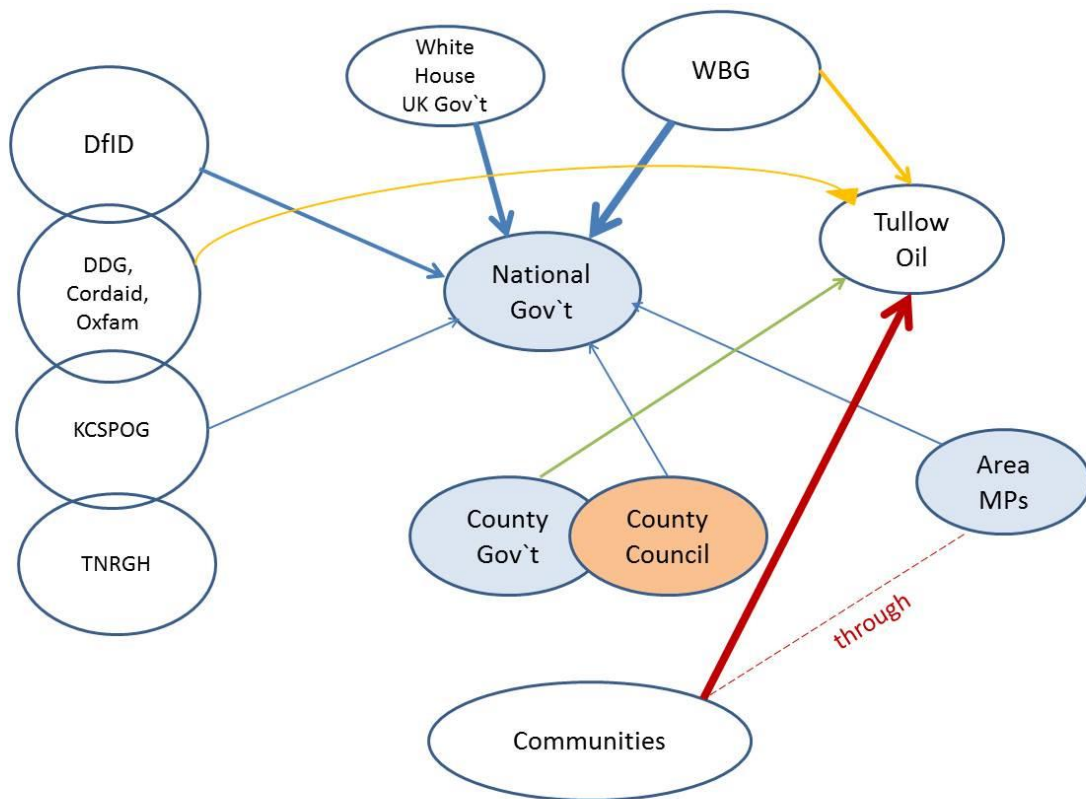 White
House
UK Gov`t
WBG
DfID
Tullow
Oil
DDG,
Cordaid,
Oxfam
National
Gov`t
KCSPOG
Area
MPs
County
Gov`t
County
Council
TNRGH
through
Communities